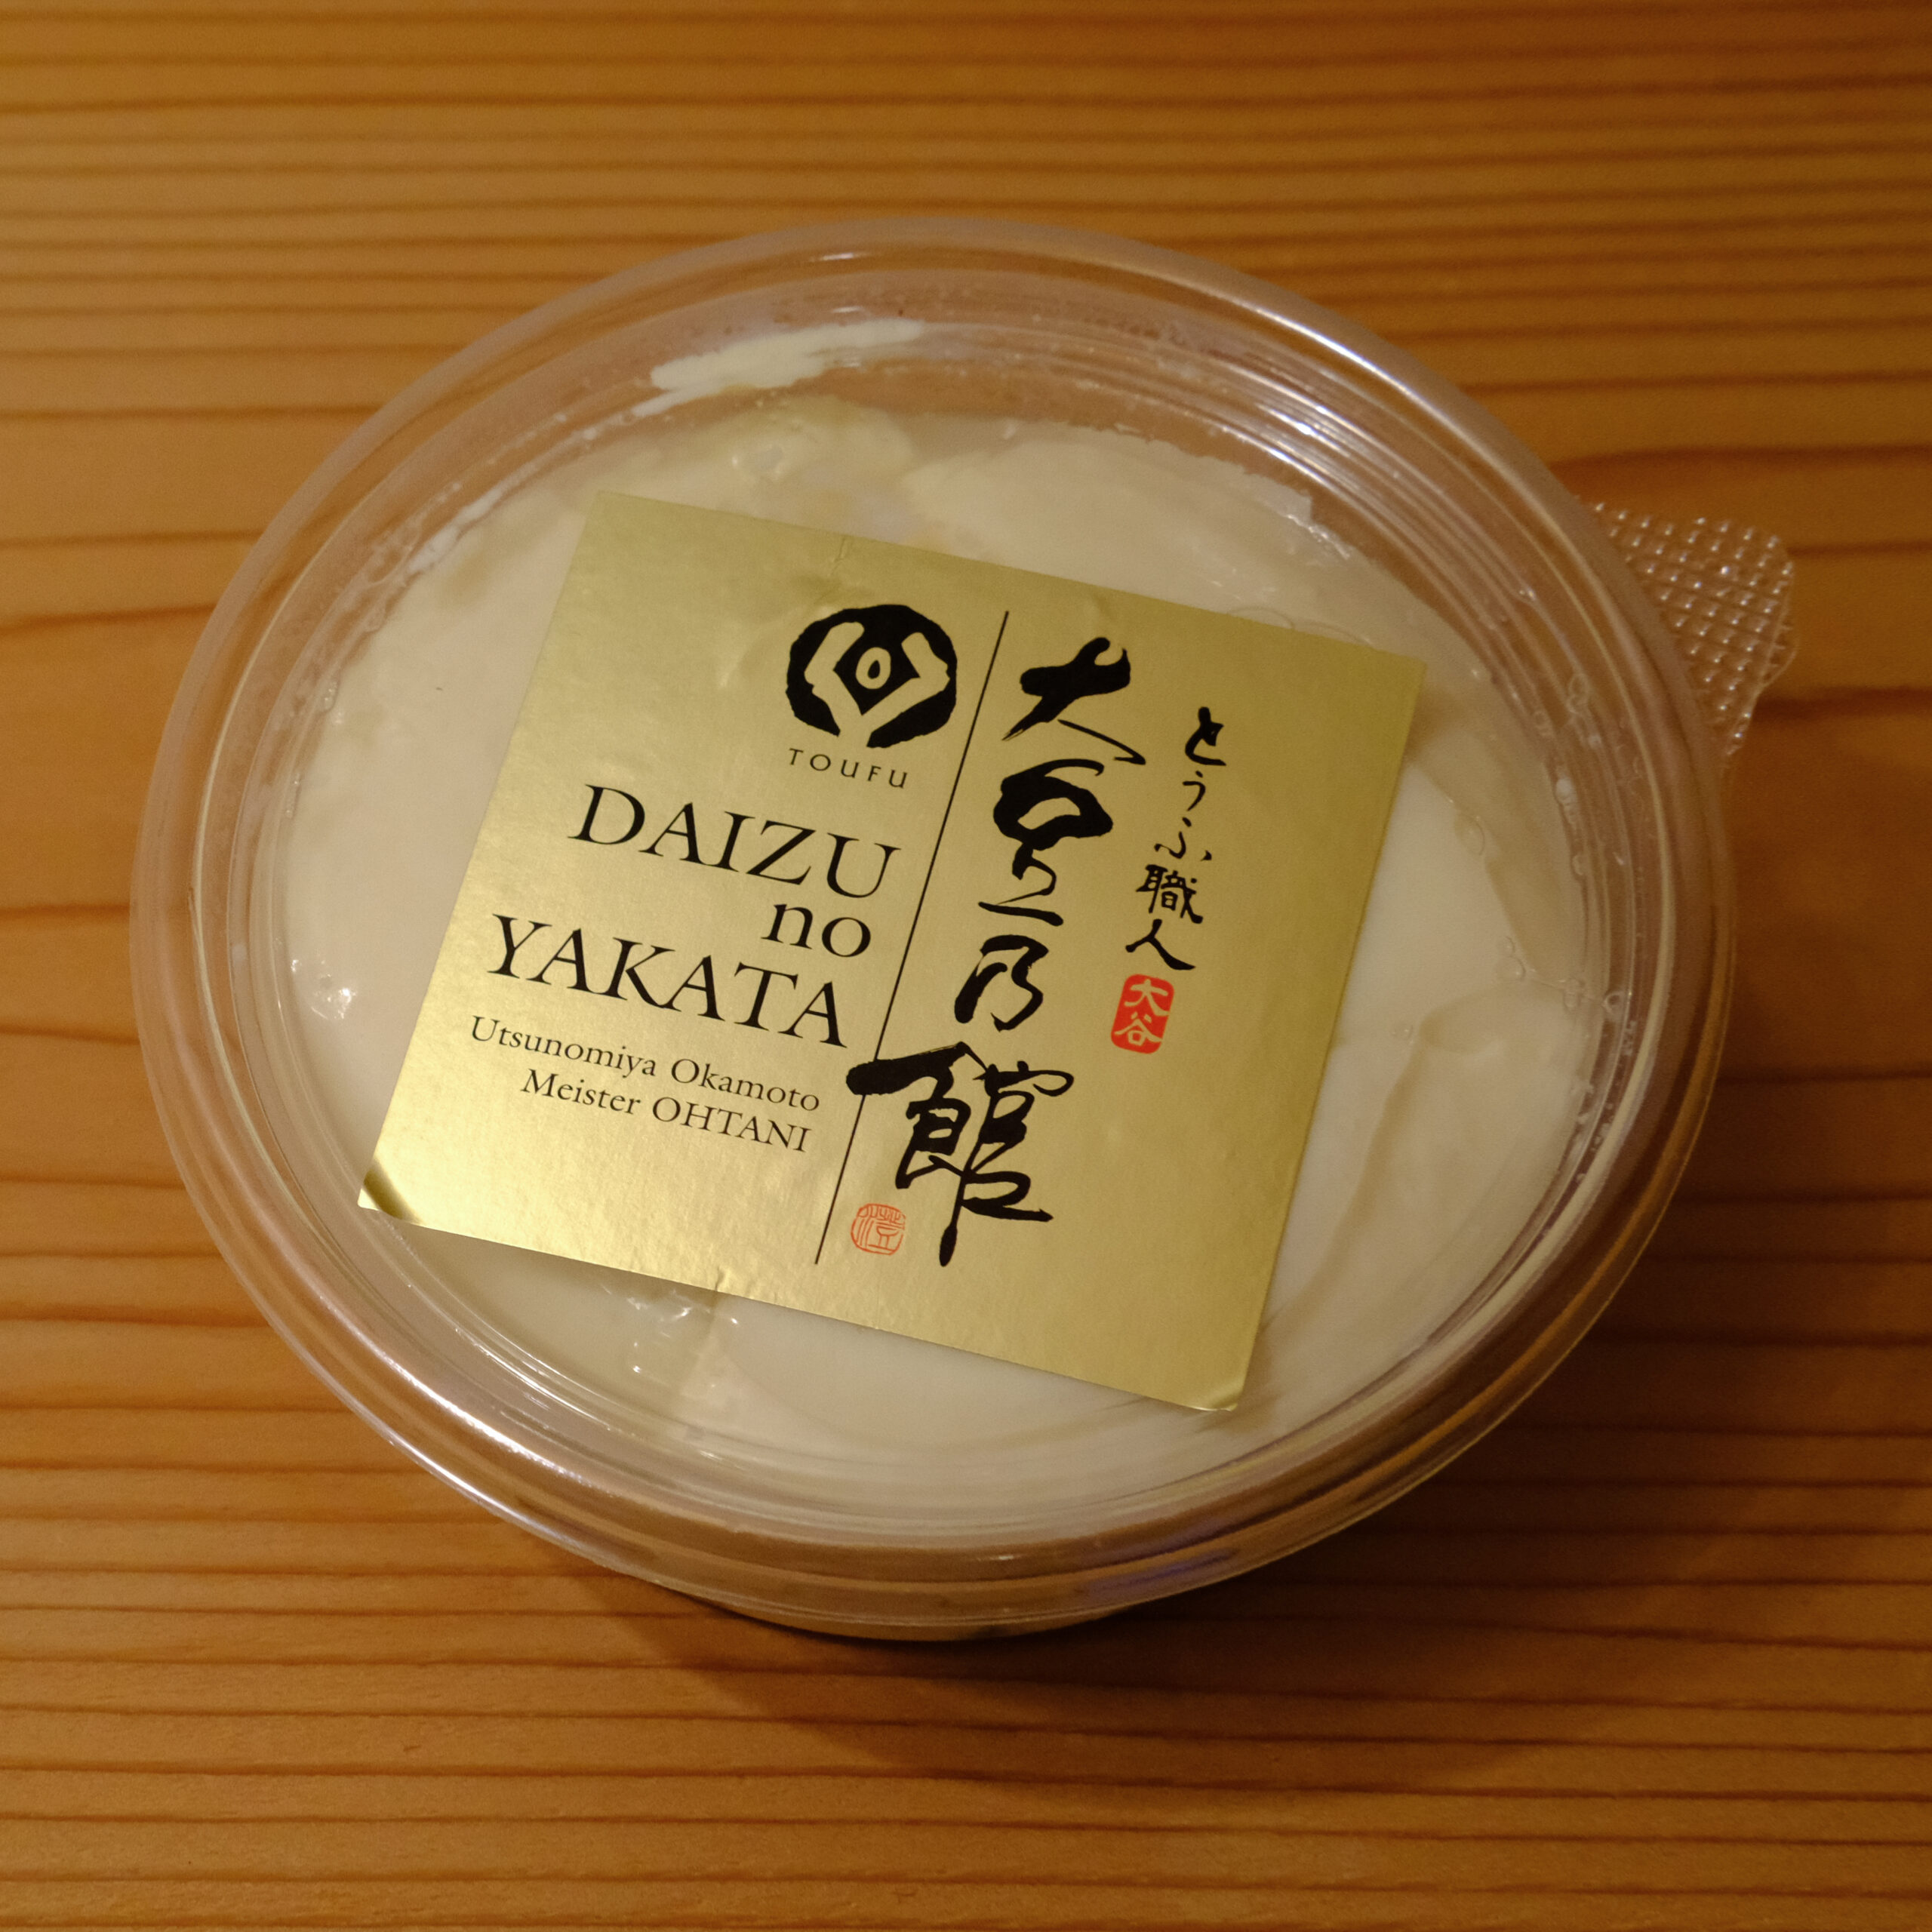 TOUFU
DAIZU
no
YAKATA
Utsunomiya Okamoto
Meister OHTANI
とうふ職人
大谷
大豆乃館